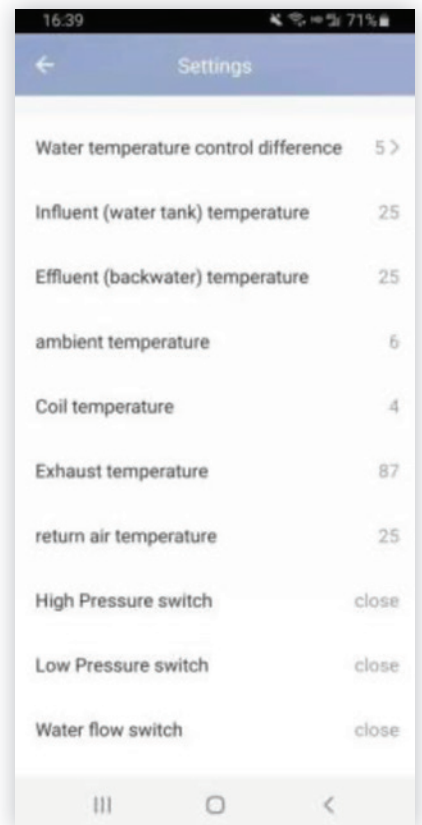 16:39 71%
Settings
Water temperature control difference 5
Influent (water tank) temperature 25
Effluent (backwater) temperature 25
ambient temperature 6
Coil temperature 4
Exhaust temperature 87
return air temperature 25
High Pressure switch close
Low Pressure switch close
Water flow switch close